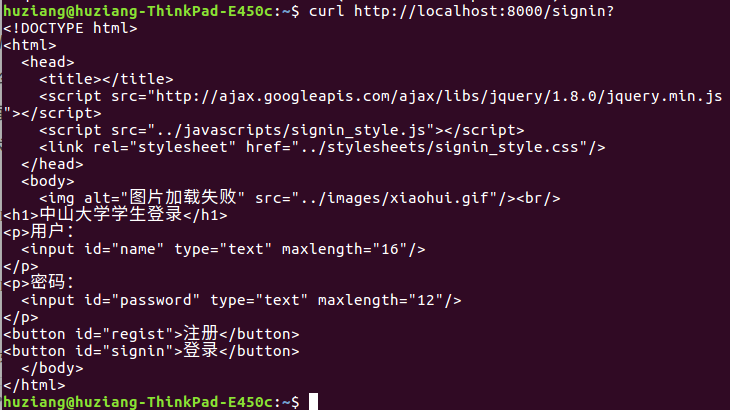 huziang@huziang-ThinkPad-E450c:~$ curl http://localhost:8000/signin?
<!DOCTYPE html>
<html>
  <head>
    <title></title>
    <script src="http://ajax.googleapis.com/ajax/libs/jquery/1.8.0/jquery.min.js
"></script>
    <script src="../javascripts/signin_style.js"></script>
    <link rel="stylesheet" href="../stylesheets/signin_style.css"/>
  </head>
  <body>
    <img alt="图片加载失败" src="../images/xiaohui.gif"/><br/>
<h1>中山大学学生登录</h1>
<p>用户：
  <input id="name" type="text" maxlength="16"/>
</p>
<p>密码：
  <input id="password" type="text" maxlength="12"/>
</p>
<button id="regist">注册</button>
<button id="signin">登录</button>
  </body>
</html>
huziang@huziang-ThinkPad-E450c:~$